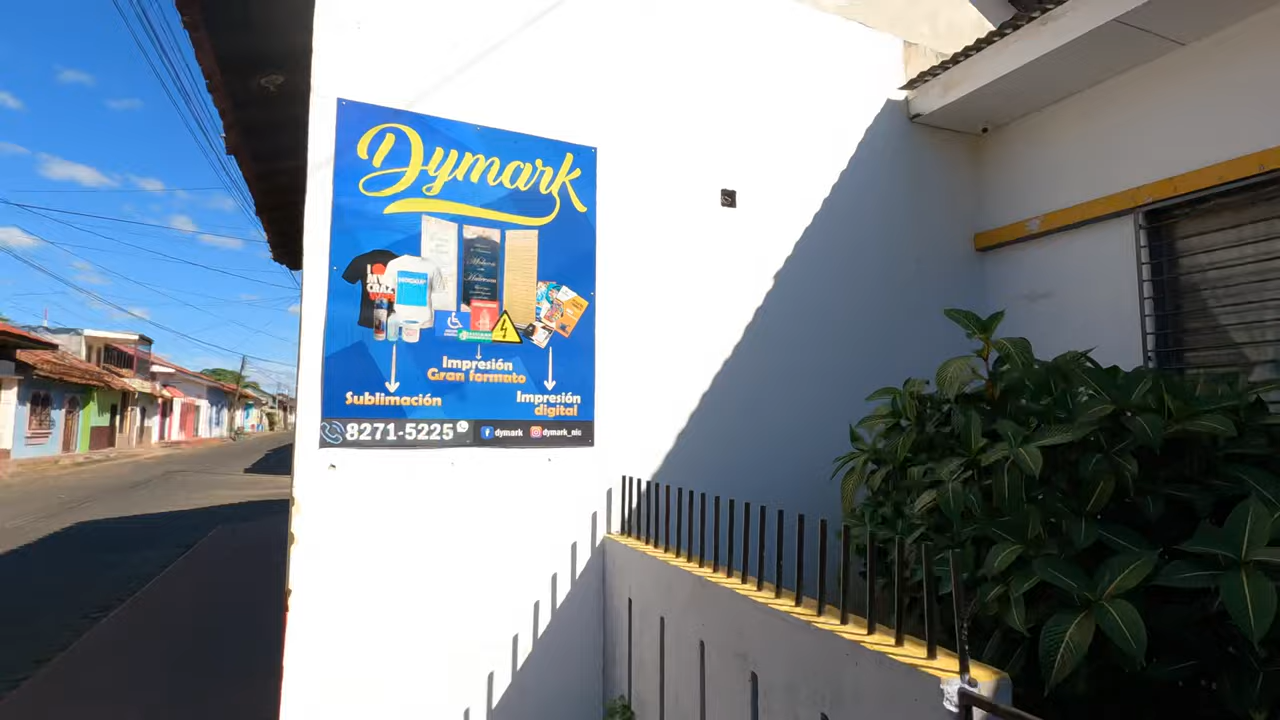 Dymark
I
Impresión
Gran formato
Sublimación
Impresión
digital
8271-5225
dymark
dymark_nic